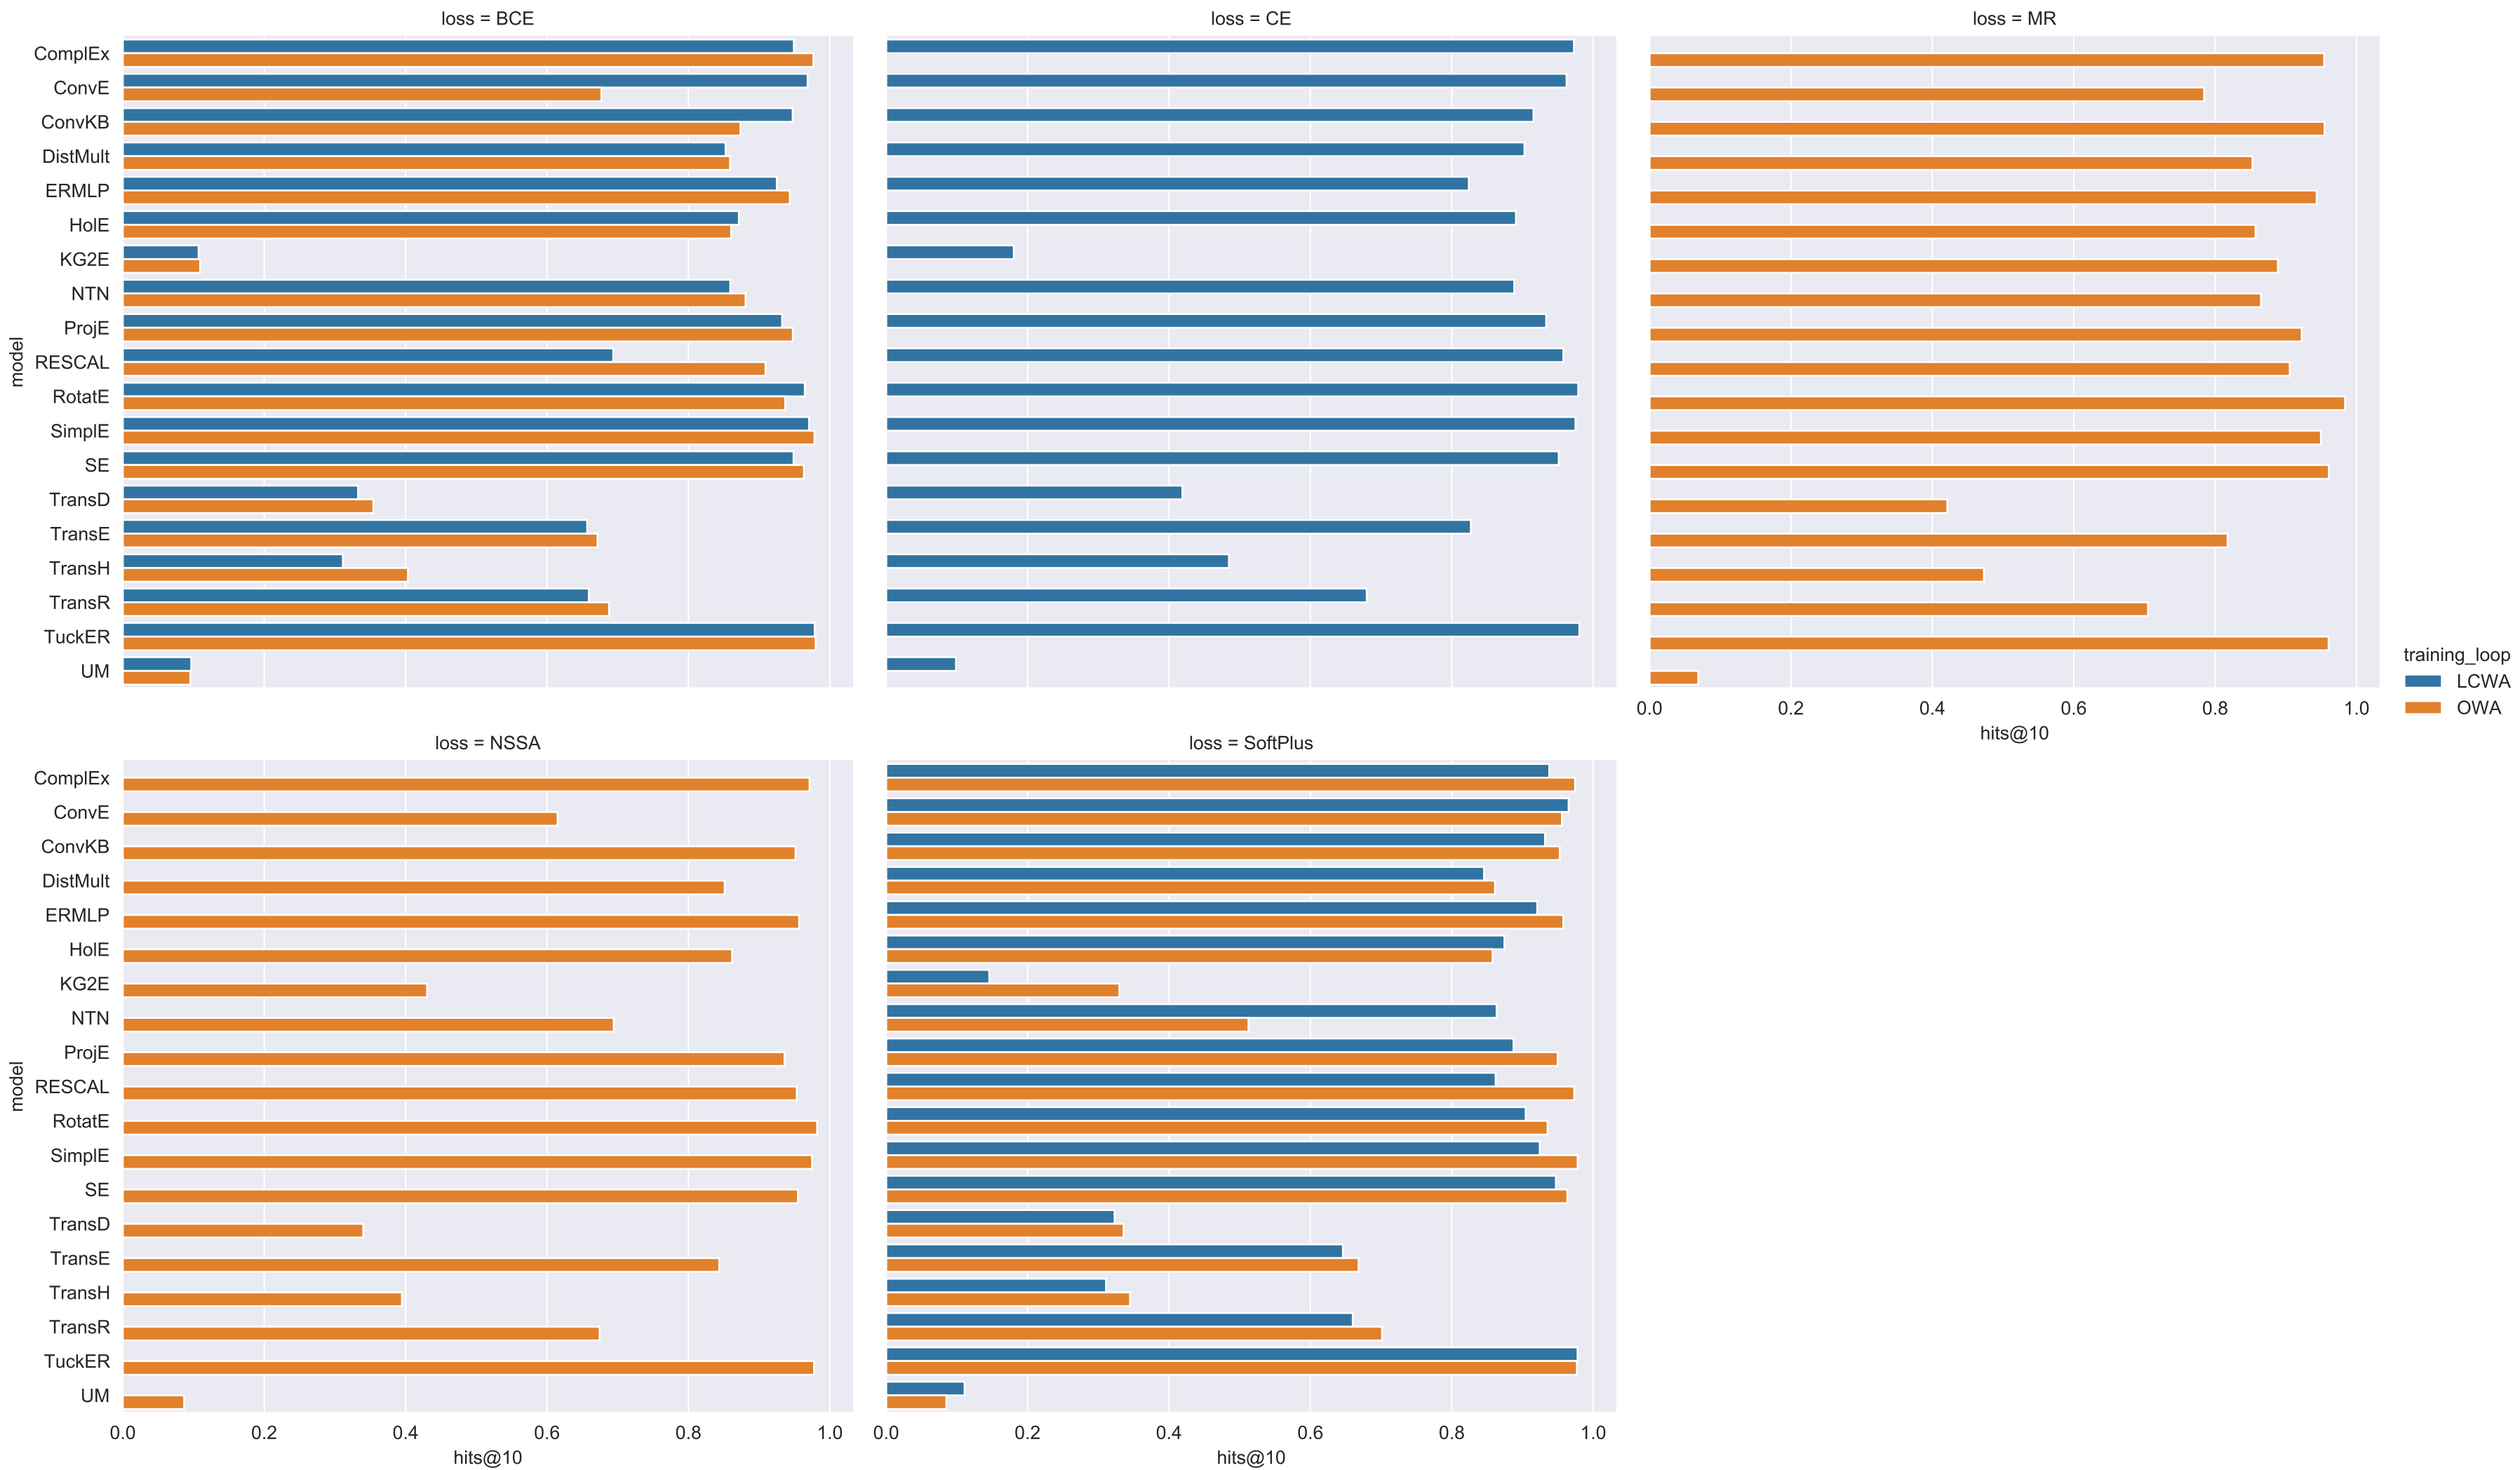 loss = BCE
loss = CE
loss = MR
model
ComplEx
ConvE
ConvKB
DistMult
ERMLP
HolE
KG2E
NTN
ProjE
RESCAL
RotatE
SimplE
SE
TransD
TransE
TransH
TransR
TuckER
UM
0.0 0.2 0.4 0.6 0.8 1.0
hits@10
training_loop
LCWA
OWA
loss = NSSA
loss = SoftPlus
model
ComplEx
ConvE
ConvKB
DistMult
ERMLP
HolE
KG2E
NTN
ProjE
RESCAL
RotatE
SimplE
SE
TransD
TransE
TransH
TransR
TuckER
UM
0.0 0.2 0.4 0.6 0.8 1.0
hits@10
0.0 0.2 0.4 0.6 0.8 1.0
hits@10